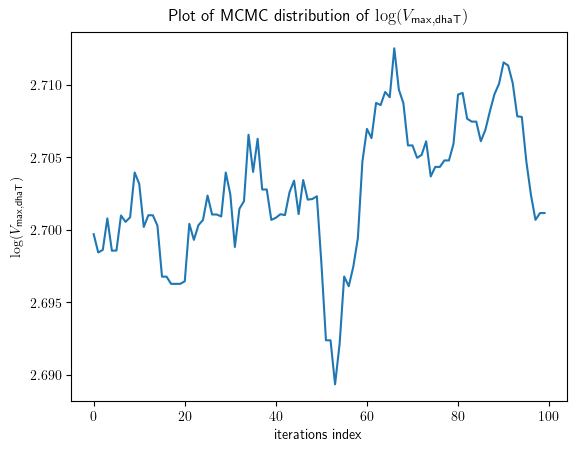 Plot of MCMC distribution of log(V_max,dhaT)
log(V_max,dhaT)
2.710
2.705
2.700
2.695
2.690
0 20 40 60 80 100
iterations index